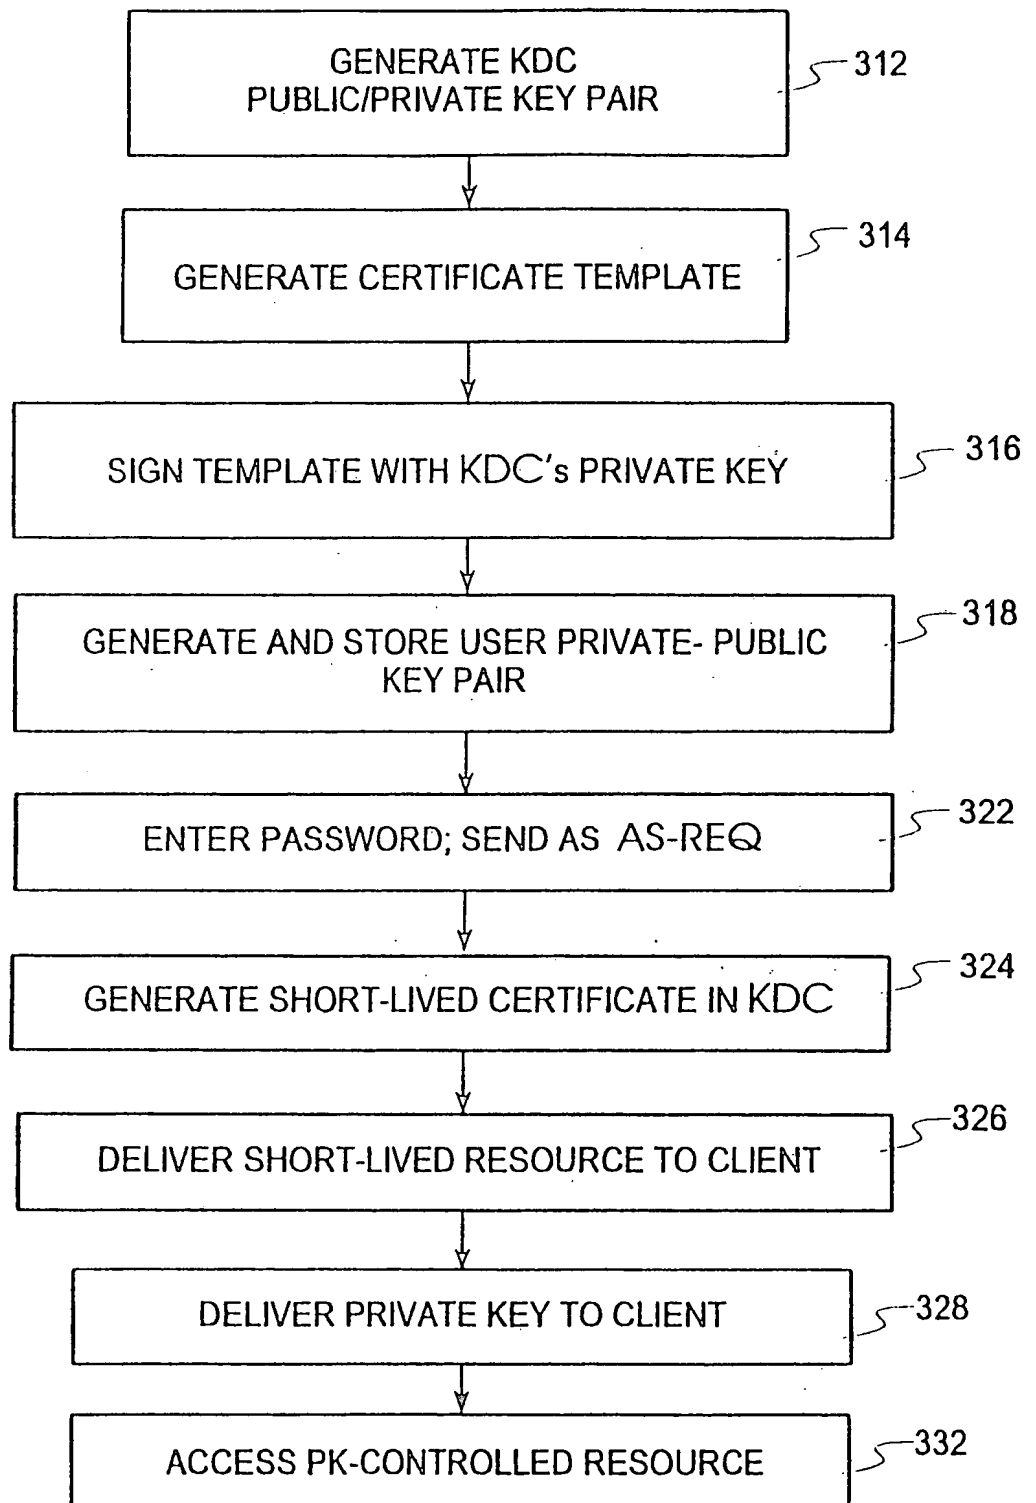 GENERATE KDC
PUBLIC/PRIVATE KEY PAIR
312
GENERATE CERTIFICATE TEMPLATE
314
SIGN TEMPLATE WITH KDC's PRIVATE KEY
316
GENERATE AND STORE USER PRIVATE- PUBLIC
KEY PAIR
318
ENTER PASSWORD; SEND AS AS-REQ
322
GENERATE SHORT-LIVED CERTIFICATE IN KDC
324
DELIVER SHORT-LIVED RESOURCE TO CLIENT
326
DELIVER PRIVATE KEY TO CLIENT
328
ACCESS PK-CONTROLLED RESOURCE
332